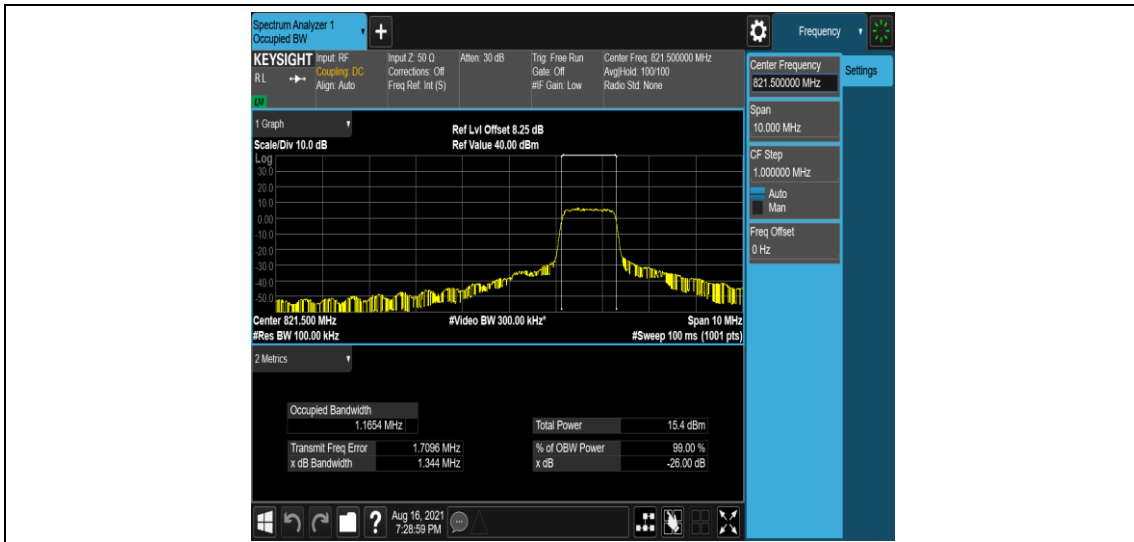 Spectrum Analyzer 1
Occupied BW
+
Frequency
KEYSIGHT
RL
LM
Input: RF
Coupling: DC
Align: Auto
Input Z: 50 Ω
Corrections: Off
Freq Ref: Int (S)
Atten: 30 dB
Trig: Free Run
Gate: Off
#IF Gain: Low
Center Freq: 821.500000 MHz
Avg|Hold: 100/100
Radio Std: None
Center Frequency
821.500000 MHz
Settings
Span
10.000 MHz
CF Step
1.000000 MHz
Auto
Man
Freq Offset
0 Hz
1 Graph
Scale/Div 10.0 dB
Ref Lvl Offset 8.25 dB
Ref Value 40.00 dBm
Log
30.0
20.0
10.0
0.00
-10.0
-20.0
-30.0
-40.0
-50.0
Center 821.500 MHz
#Video BW 300.00 kHz*
Span 10 MHz
#Res BW 100.00 kHz
#Sweep 100 ms (1001 pts)
2 Metrics
Occupied Bandwidth
1.1654 MHz
Total Power 15.4 dBm
Transmit Freq Error 1.7096 MHz
% of OBW Power 99.00 %
x dB Bandwidth 1.344 MHz
x dB -26.00 dB
?
Aug 16, 2021
7:28:59 PM